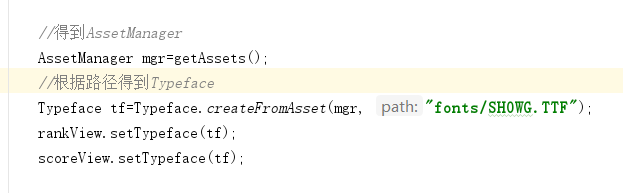 //得到AssetManager
AssetManager mgr=getAssets();
//根据路径得到Typeface
Typeface tf=Typeface.createFromAsset(mgr, path: "fonts/SHOWG.TTF");
rankView.setTypeface(tf);
scoreView.setTypeface(tf);